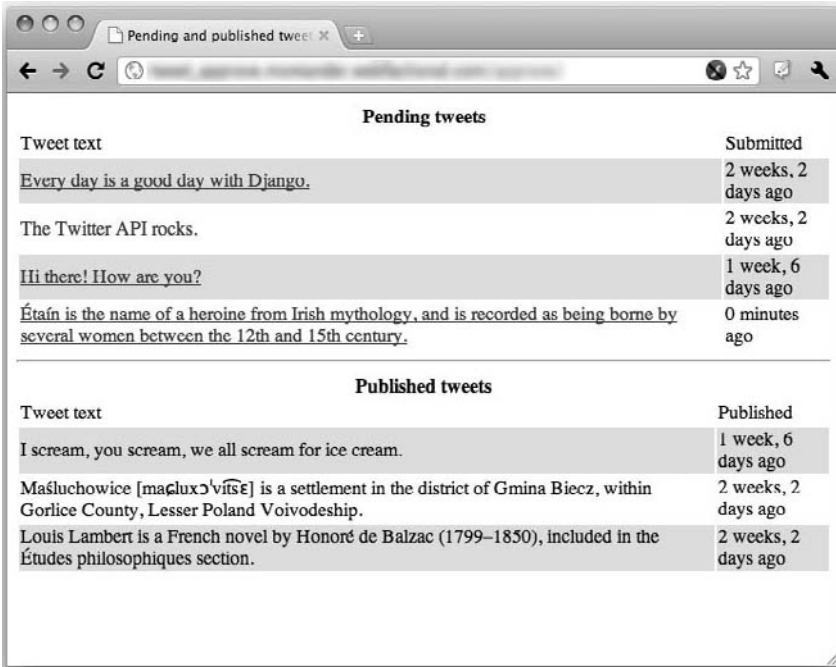 Pending and published tweet
Pending tweets
Tweet text Submitted
Every day is a good day with Django. 2 weeks, 2
days ago
The Twitter API rocks. 2 weeks, 2
days ago
Hi there! How are you? 1 week, 6
days ago
Étaín is the name of a heroine from Irish mythology, and is recorded as being borne by 0 minutes
several women between the 12th and 15th century. ago
Published tweets
Tweet text Published
I scream, you scream, we all scream for ice cream. 1 week, 6
days ago
Maśluchowice [maɕluxɔˈvit͡sɛ] is a settlement in the district of Gmina Biecz, within 2 weeks, 2
Gorlice County, Lesser Poland Voivodeship. days ago
Louis Lambert is a French novel by Honoré de Balzac (1799–1850), included in the 2 weeks, 2
Études philosophiques section. days ago